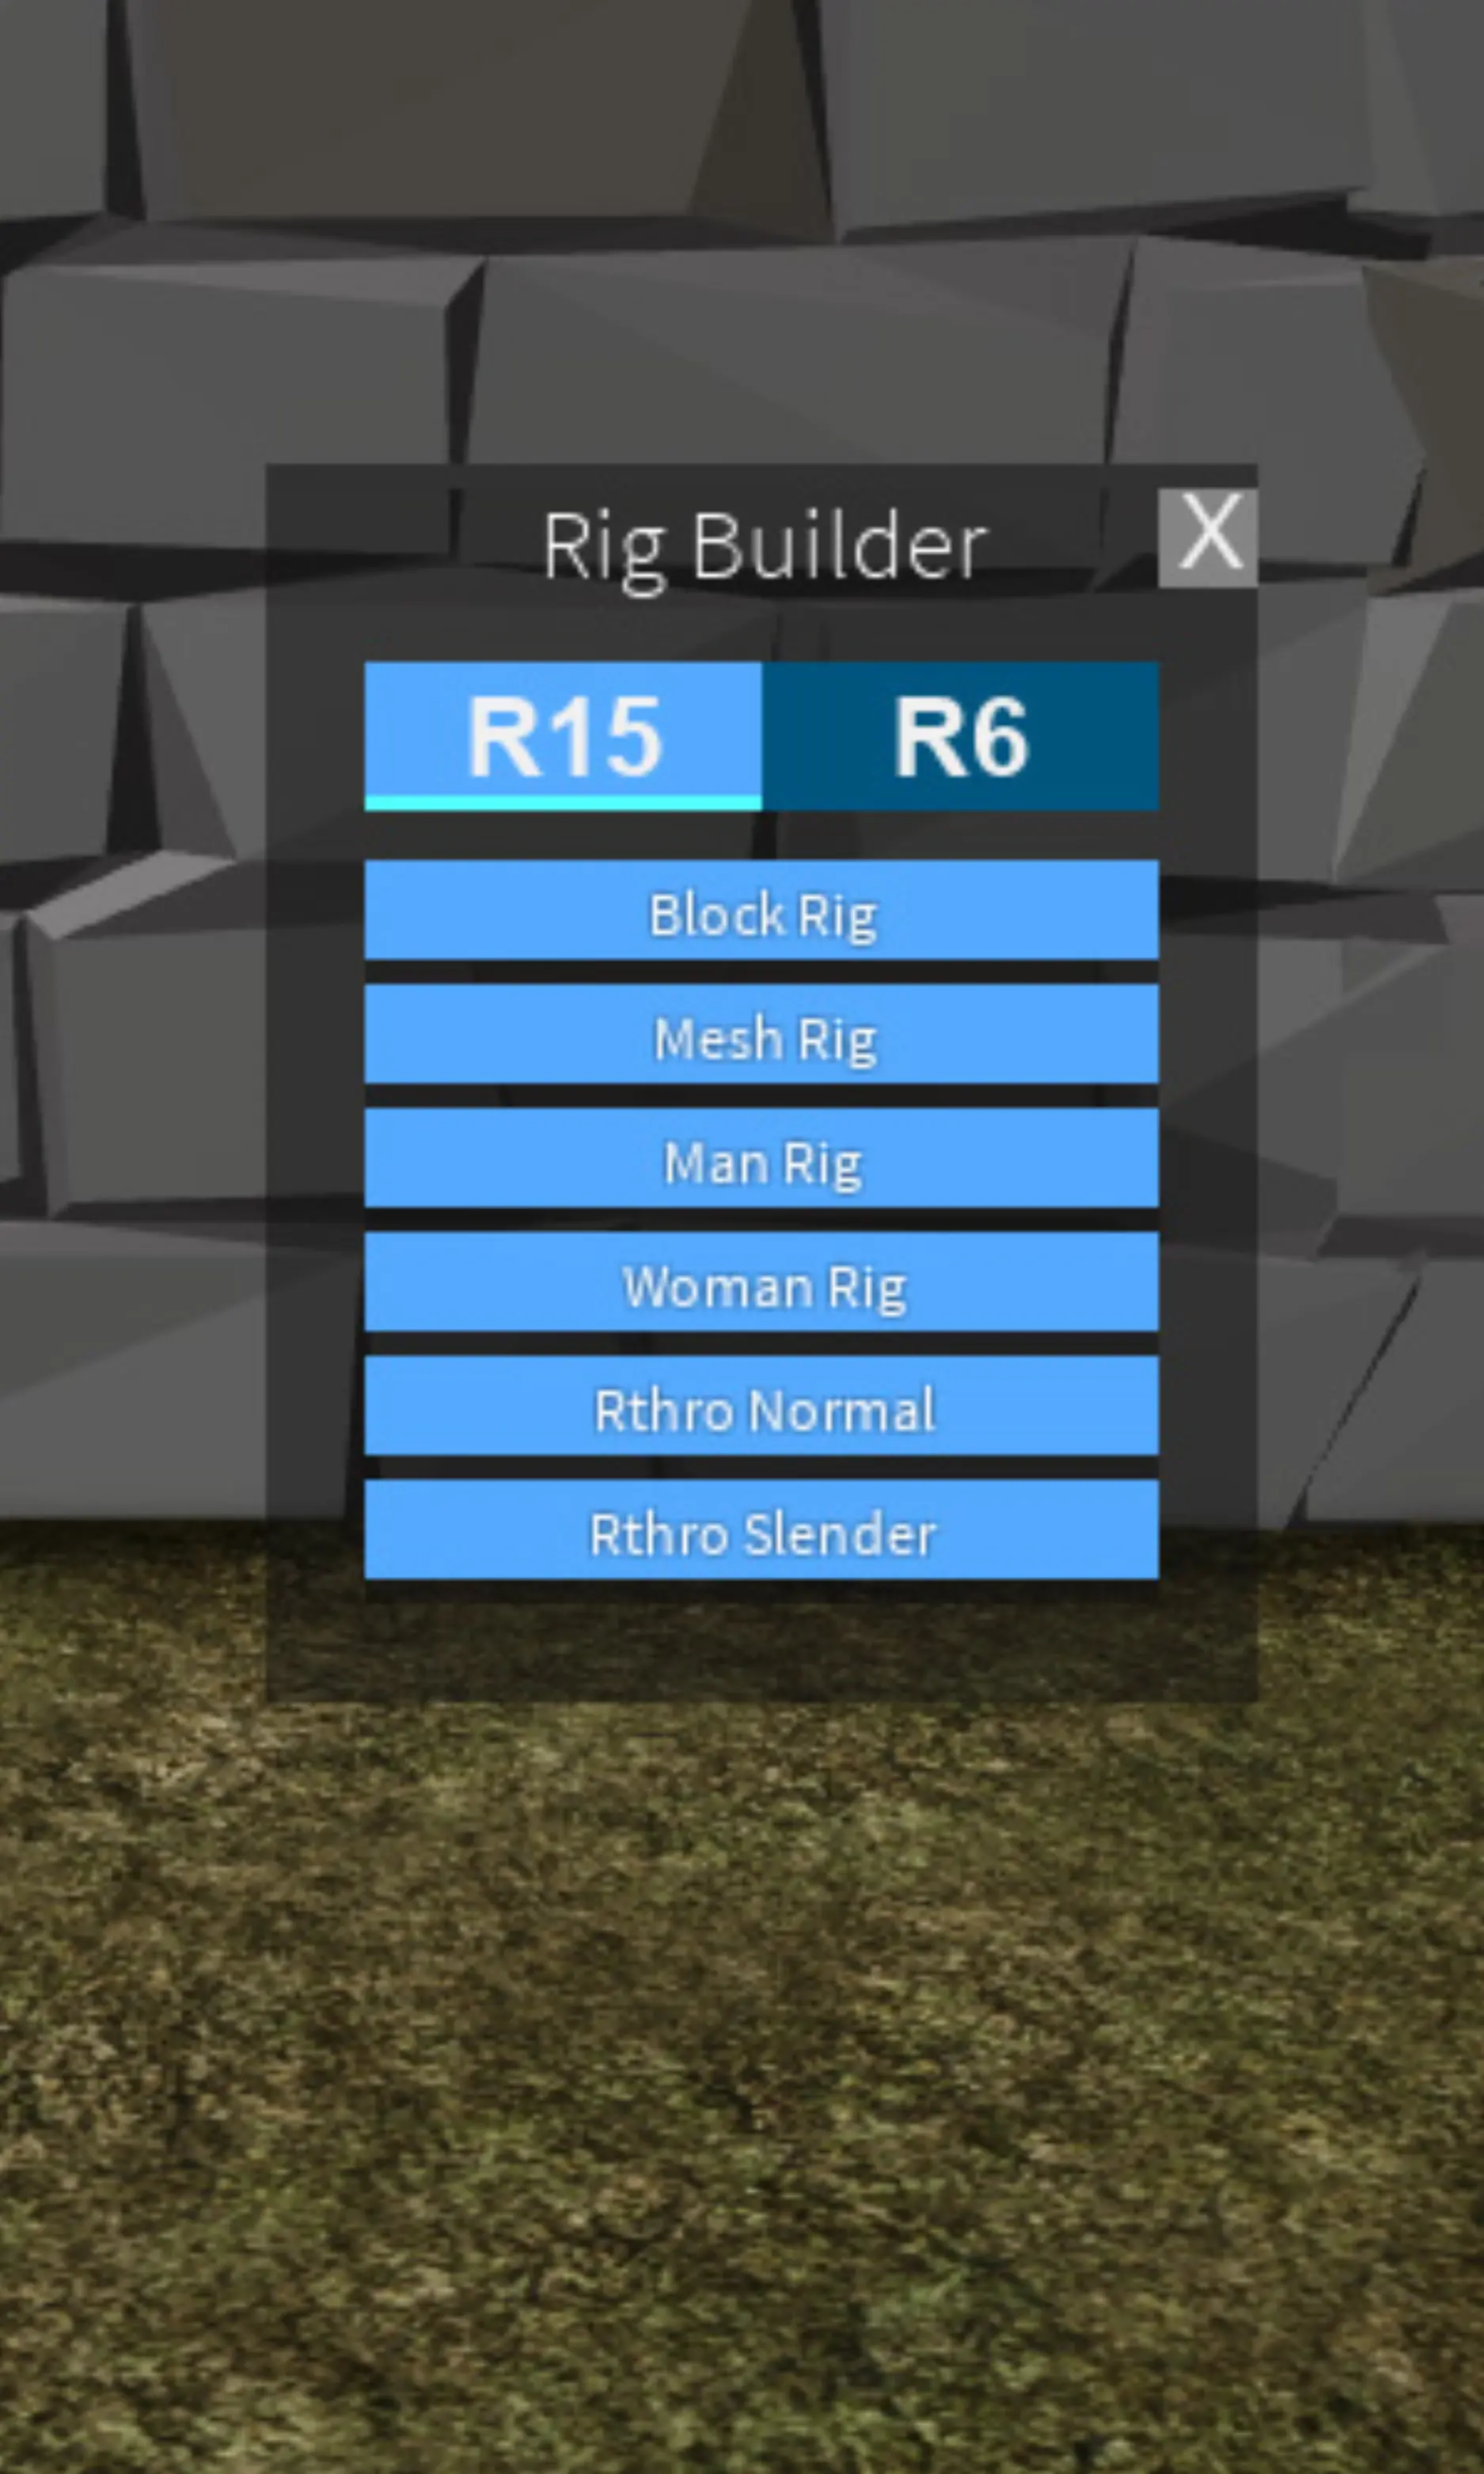 Rig Builder
X
R15 R6
Block Rig
Mesh Rig
Man Rig
Woman Rig
Rthro Normal
Rthro Slender